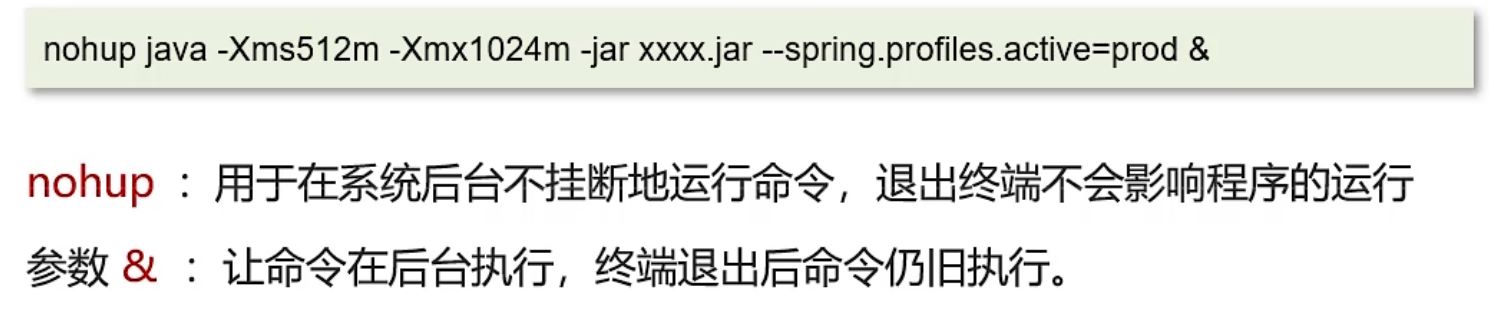 nohup java -Xms512m -Xmx1024m -jar xxxx.jar --spring.profiles.active=prod &
nohup ：用于在系统后台不挂断地运行命令，退出终端不会影响程序的运行
参数 & ：让命令在后台执行，终端退出后命令仍旧执行。